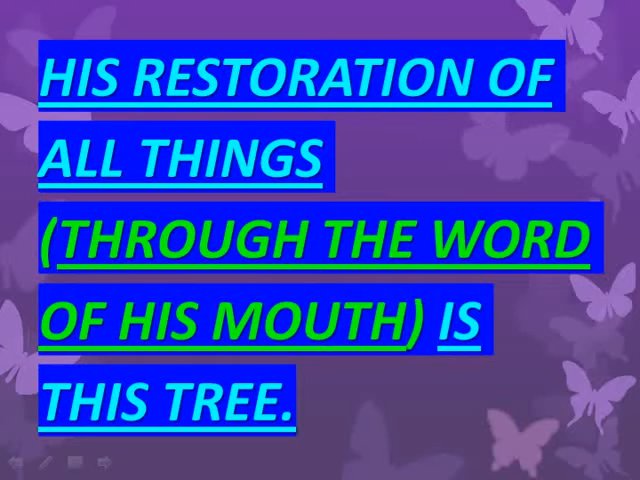 HIS RESTORATION OF
ALL THINGS
(THROUGH THE WORD
OF HIS MOUTH) IS
THIS TREE.